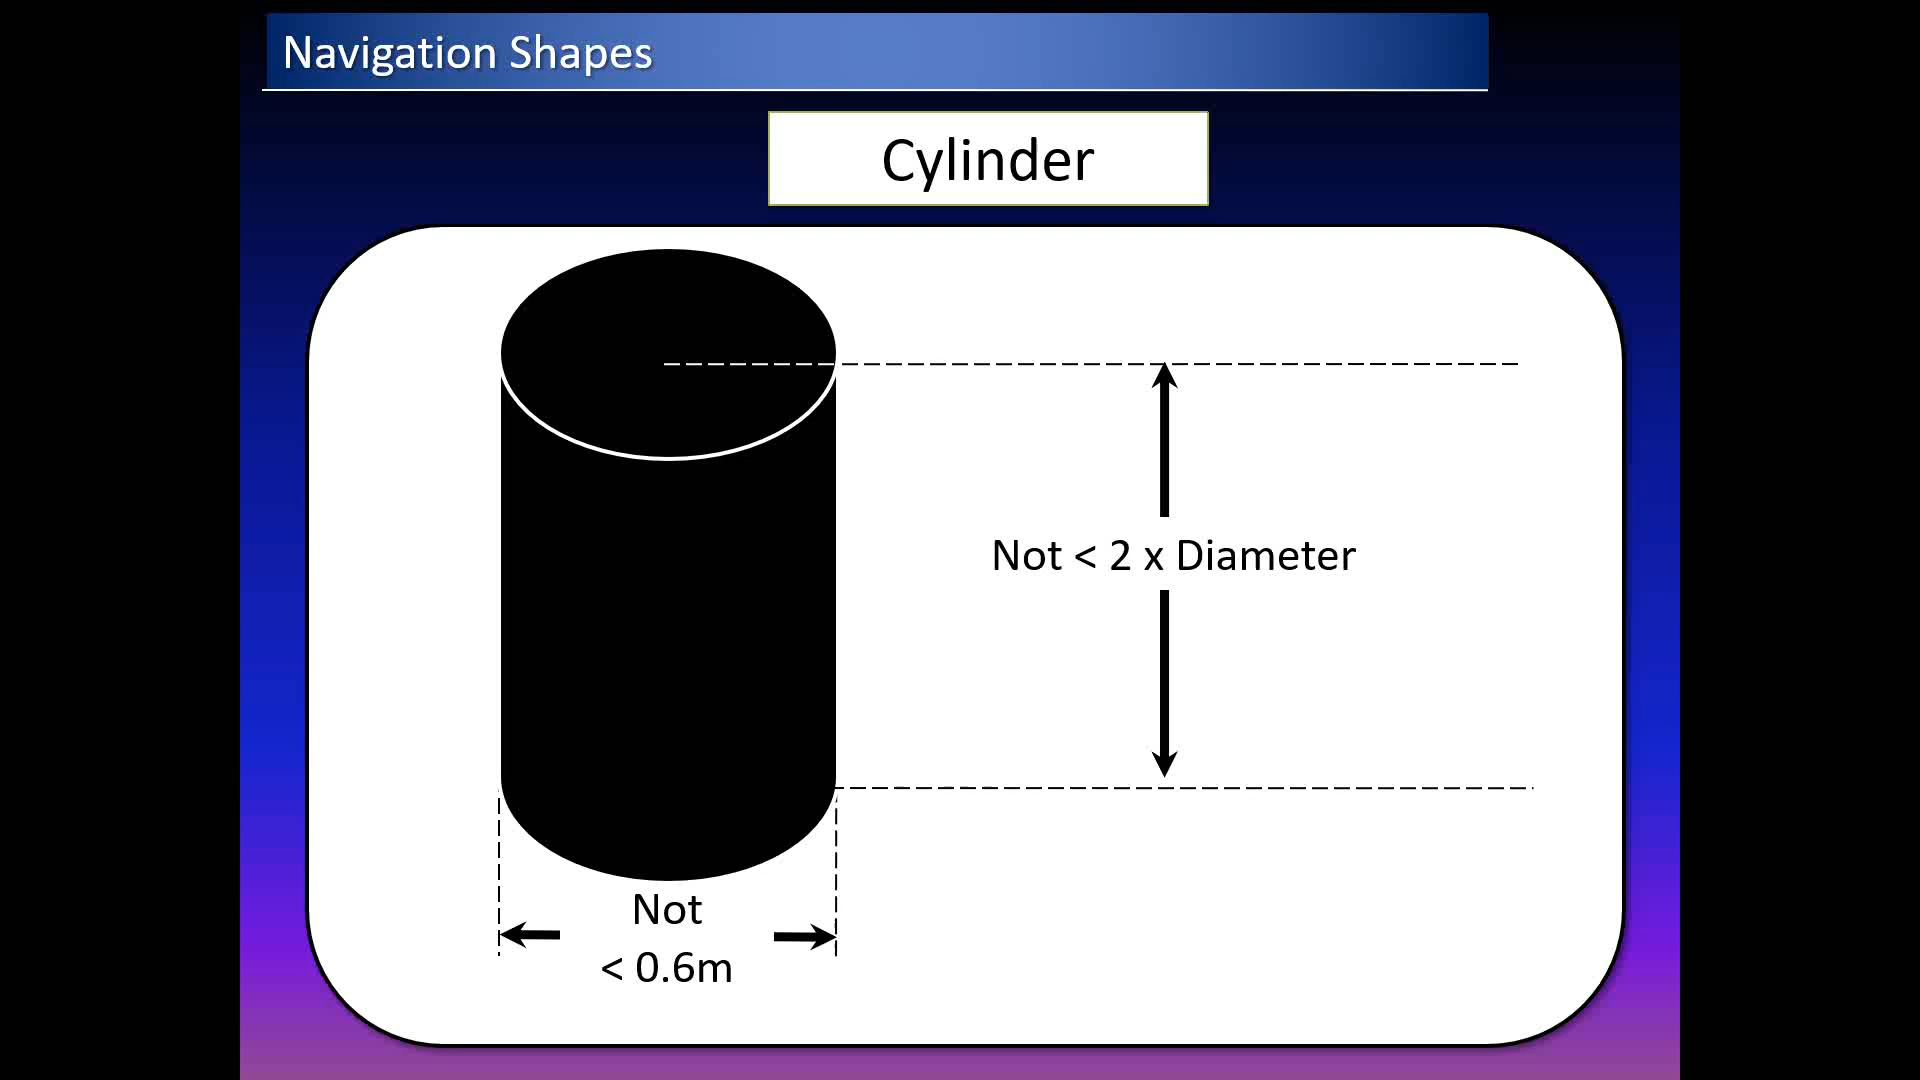 Navigation Shapes
Cylinder
Not < 2 x Diameter
Not
< 0.6m